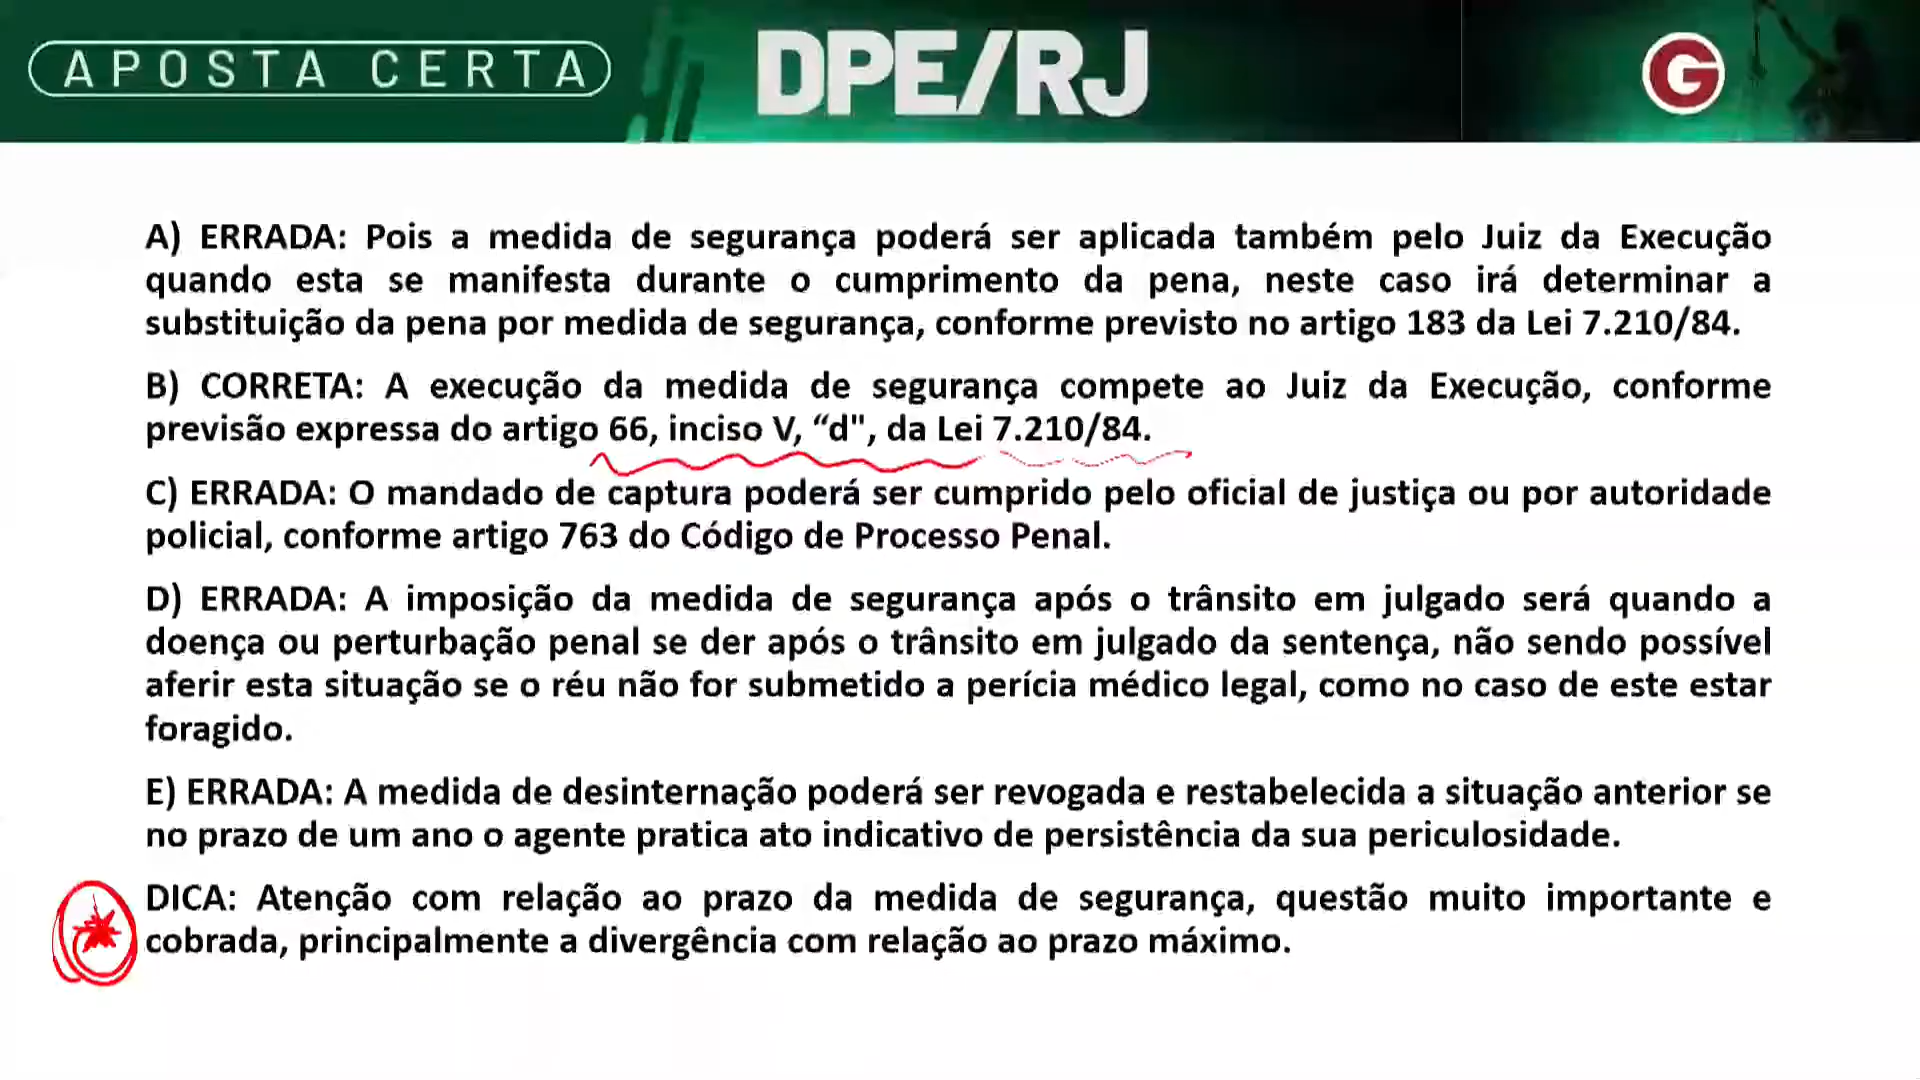 APOSTA CERTA
DPE/RJ
G
A) ERRADA: Pois a medida de segurança poderá ser aplicada também pelo Juiz da Execução
quando esta se manifesta durante o cumprimento da pena, neste caso irá determinar a
substituição da pena por medida de segurança, conforme previsto no artigo 183 da Lei 7.210/84.
B) CORRETA: A execução da medida de segurança compete ao Juiz da Execução, conforme
previsão expressa do artigo 66, inciso V, “d", da Lei 7.210/84.
C) ERRADA: O mandado de captura poderá ser cumprido pelo oficial de justiça ou por autoridade
policial, conforme artigo 763 do Código de Processo Penal.
D) ERRADA: A imposição da medida de segurança após o trânsito em julgado será quando a
doença ou perturbação penal se der após o trânsito em julgado da sentença, não sendo possível
aferir esta situação se o réu não for submetido a perícia médico legal, como no caso de este estar
foragido.
E) ERRADA: A medida de desinternação poderá ser revogada e restabelecida a situação anterior se
no prazo de um ano o agente pratica ato indicativo de persistência da sua periculosidade.
DICA: Atenção com relação ao prazo da medida de segurança, questão muito importante e
cobrada, principalmente a divergência com relação ao prazo máximo.